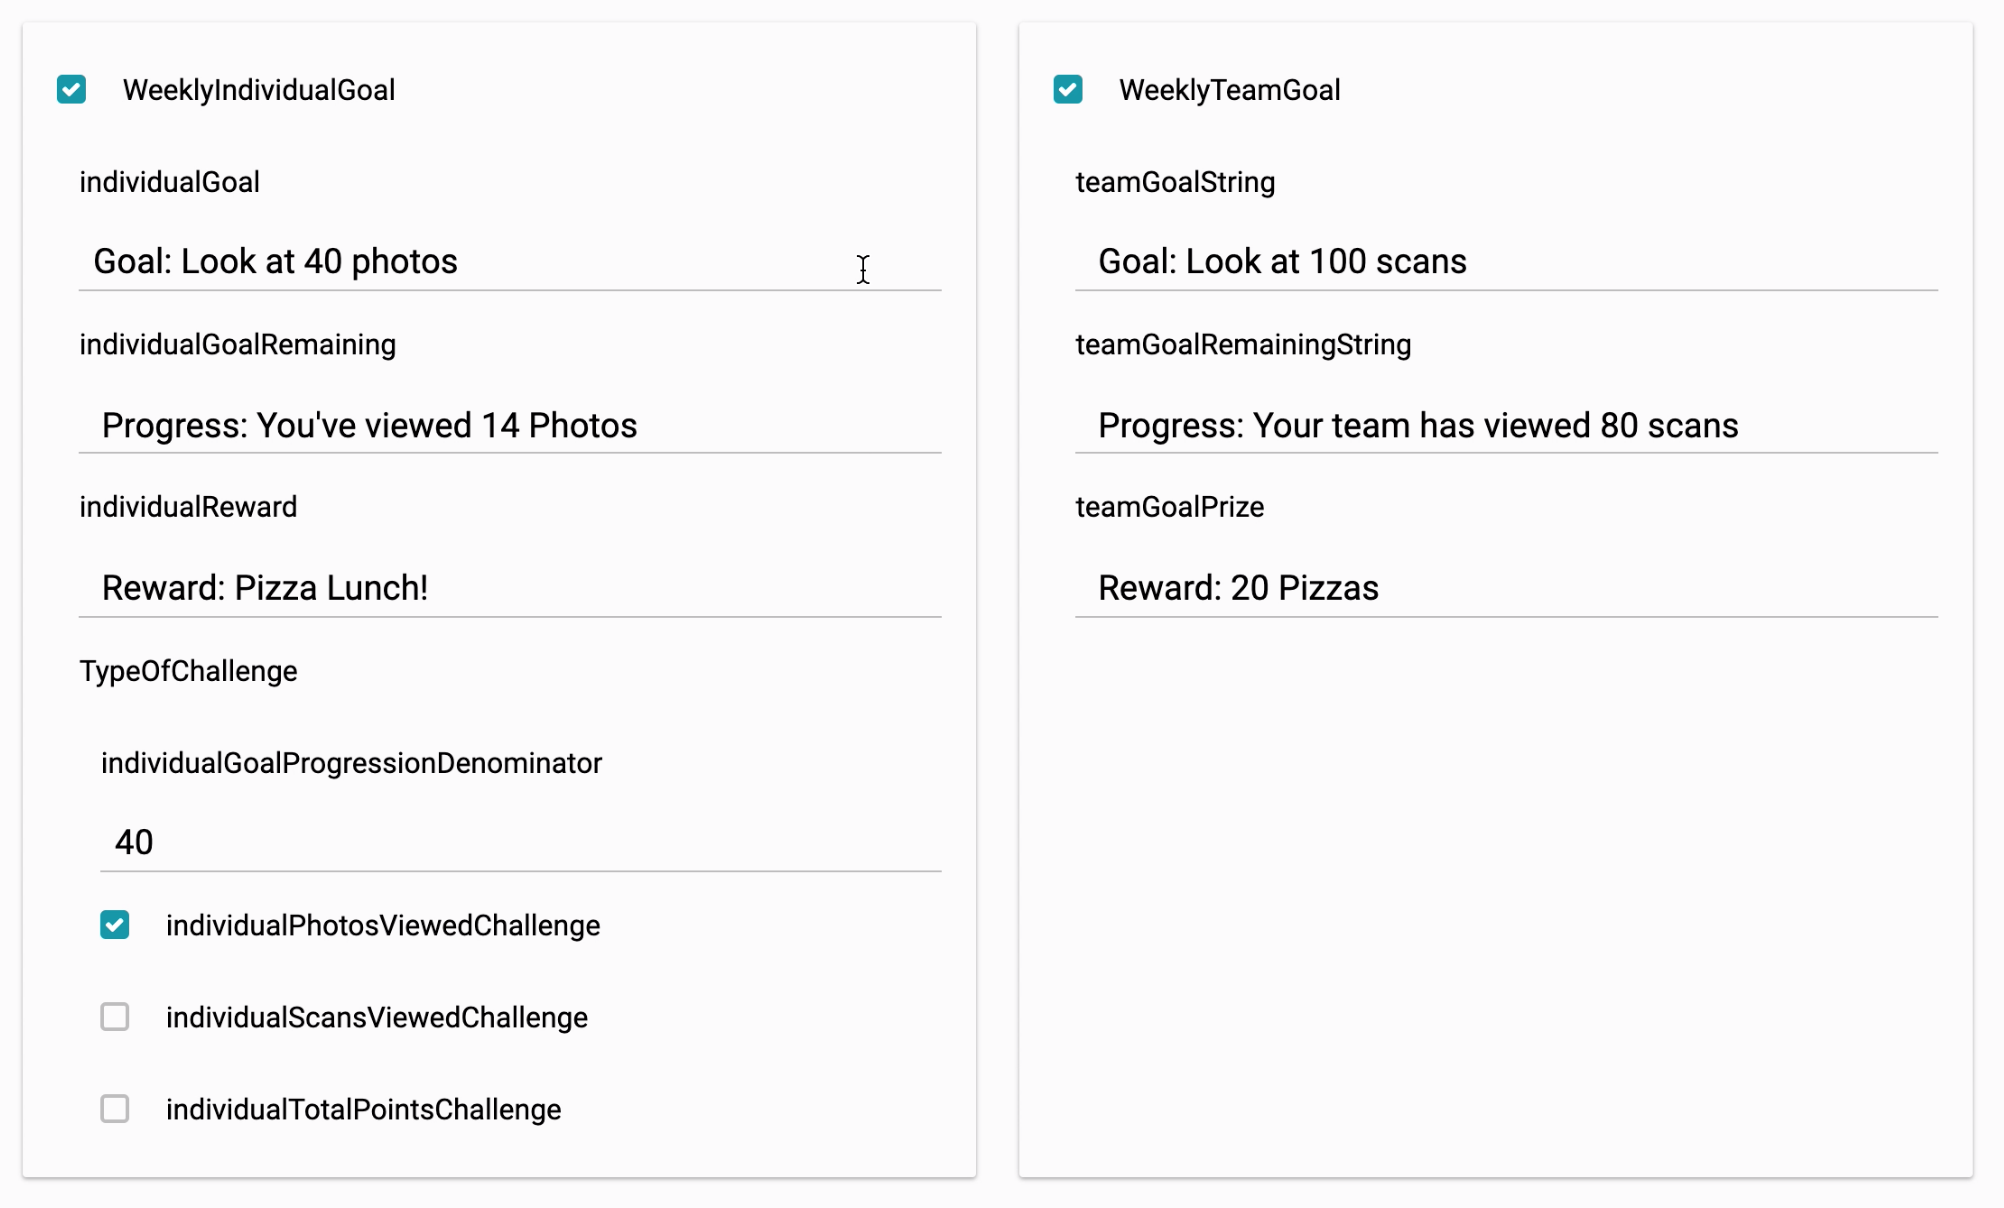 WeeklyIndividualGoal
individualGoal
Goal: Look at 40 photos
individualGoalRemaining
Progress: You've viewed 14 Photos
individualReward
Reward: Pizza Lunch!
TypeOfChallenge
individualGoalProgressionDenominator
40
individualPhotosViewedChallenge
individualScansViewedChallenge
individualTotalPointsChallenge
WeeklyTeamGoal
teamGoalString
Goal: Look at 100 scans
teamGoalRemainingString
Progress: Your team has viewed 80 scans
teamGoalPrize
Reward: 20 Pizzas